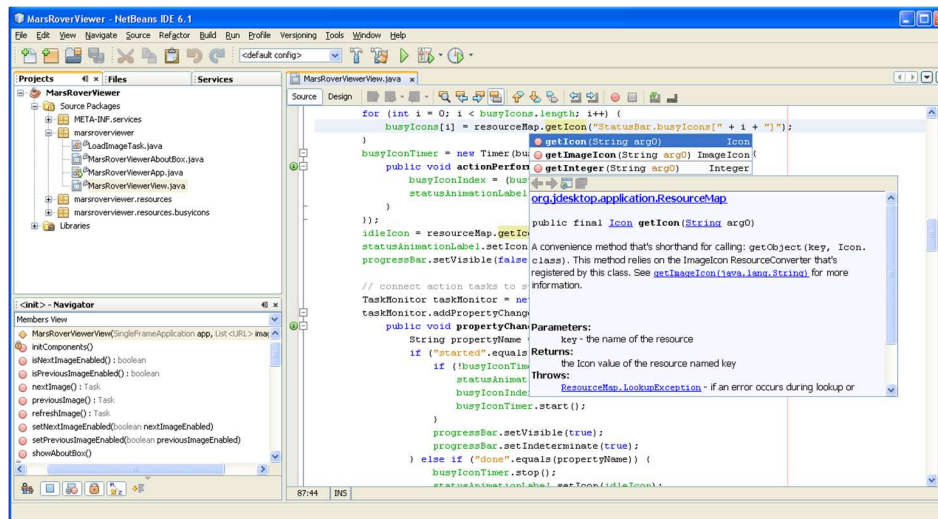 MarsRoverViewer - NetBeans IDE 6.1
File Edit View Navigate Source Refactor Build Run Profile Versioning Tools Window Help
<default config>
Projects
Files
Services
MarsRoverViewer
Source Packages
META-INF.services
marsroverviewer
LoadImageTask.java
MarsRoverViewerAboutBox.java
MarsRoverViewerApp.java
MarsRoverViewerView.java
marsroverviewer.resources
marsroverviewer.resources.busyicons
Libraries
<init> - Navigator
Members View
MarsRoverViewerView(SingleFrameApplication app, List<URL> imag
initComponents()
isNextImageEnabled() : boolean
isPreviousImageEnabled() : boolean
nextImage() : Task
previousImage() : Task
refreshImage() : Task
setNextImageEnabled(boolean nextImageEnabled)
setPreviousImageEnabled(boolean previousImageEnabled)
showAboutBox()
MarsRoverViewerView.java x
Source Design
for (int i = 0; i < busyIcons.length; i++) {
busyIcons[i] = resourceMap.getIcon("StatusBar.busyIcons[" + i + "]");
}
busyIconTimer = new Timer(bu
public void actionPerform
busyIconIndex = (bus
statusAnimationLabel
}
});
idleIcon = resourceMap.getIc
statusAnimationLabel.setIcon
progressBar.setVisible(false
// connect action tasks to s
TaskMonitor taskMonitor = ne
taskMonitor.addPropertyChang
public void propertyChan
String propertyName
if ("started".equals
if (!busyIconTim
statusAnimat
busyIconInde
busyIconTimer.start();
}
progressBar.setVisible(true);
progressBar.setIndeterminate(true);
} else if ("done".equals(propertyName)) {
busyIconTimer.stop();
statusAnimationLabel.setIcon(idleIcon);
getIcon(String arg0) Icon
getImageIcon(String arg0) ImageIcon
getInteger(String arg0) Integer
org.jdesktop.application.ResourceMap
public final Icon getIcon(String arg0)
A convenience method that's shorthand for calling: getObject(key, Icon.
class). This method relies on the ImageIcon ResourceConverter that's
registered by this class. See getImageIcon(java.lang.String) for more
information.
Parameters:
key - the name of the resource
Returns:
the Icon value of the resource named key
Throws:
ResourceMap.LookupException - if an error occurs during lookup or
87:44 INS